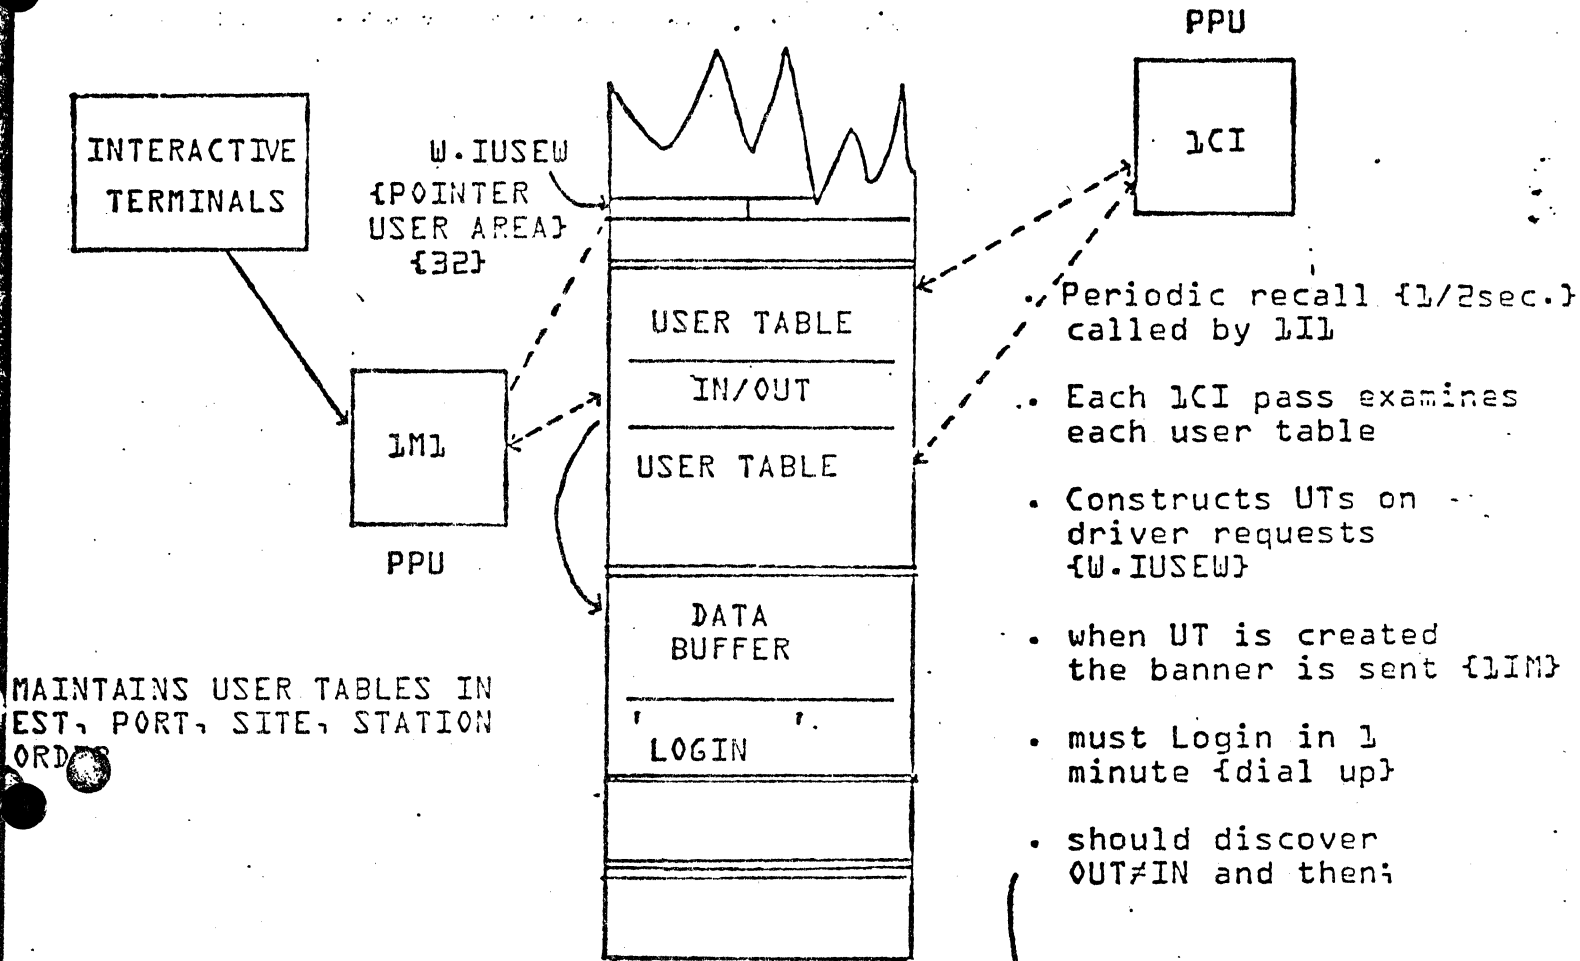 PPU
INTERACTIVE
TERMINALS
W.IUSEW
{POINTER
USER AREA}
{32}
1CI
USER TABLE
IN/OUT
USER TABLE
1M1
PPU
DATA
BUFFER
LOGIN
MAINTAINS USER TABLES IN
EST, PORT, SITE, STATION
• Periodic recall {1/2sec.}
called by 1I1
• Each 1CI pass examines
each user table
• Constructs UTs on
driver requests
{W.IUSEW}
• when UT is created
the banner is sent {1IM}
• must Login in 1
minute {dial up}
• should discover
OUT≠IN and then;